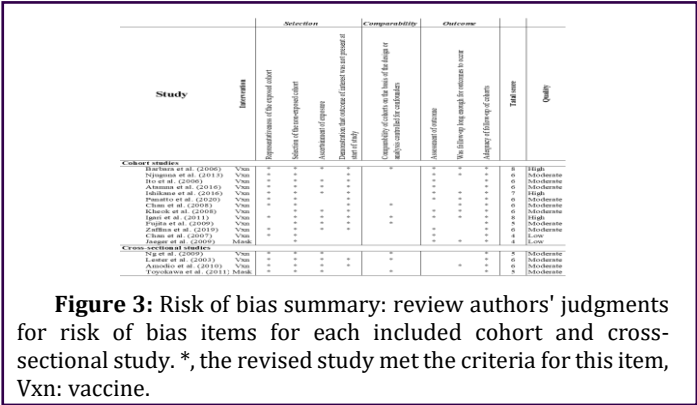 Selection Comparability Outcome
Study Intervention Representativeness of the exposed cohort Selection of the non-exposed cohort Ascertainment of exposure Demonstration that outcome of interest was not present at start of study Comparability of cohorts on the basis of the design or analysis controlled for confounders Assessment of outcome Was follow-up long enough for outcomes to occur Adequacy of follow-up of cohorts Total score Quality
Cohort studies
Barbara et al. (2006) Vxn * * * * * * * * 8 High
Njuguna et al. (2013) Vxn * * * * * * 6 Moderate
Ito et al. (2006) Vxn * * * * * * 6 Moderate
Atsuma et al. (2016) Vxn * * * * * * 6 Moderate
Ishikane et al. (2016) Vxn * * * * * * * 7 High
Panatto et al. (2020) Vxn * * * * * * 6 Moderate
Chan et al. (2008) Vxn * * * * * * 6 Moderate
et al. (2008) Vxn * * * * * * 6 Moderate
Igari et al. (2011) Vxn * * * * * * * * 8 High
Fujita et al. (2009) Vxn * * * * * 5 Moderate
Zaffina et al. (2019) Vxn * * * * * * 6 Moderate
Chan et al. (2007) Vxn * * * * 4 Low
Jaeger et al. (2009) Mask * * * * 4 Low
Cross-sectional studies
Ng et al. (2009) Vxn * * * * * 5 Moderate
Lester et al. (2003) Vxn * * * * * * 6 Moderate
Amodio et al. (2010) Vxn * * * * * * 6 Moderate
Toyokawa et al. (2011) Mask * * * * * 5 Moderate
Figure 3: Risk of bias summary: review authors' judgments
for risk of bias items for each included cohort and cross-
sectional study. *, the revised study met the criteria for this item,
Vxn: vaccine.